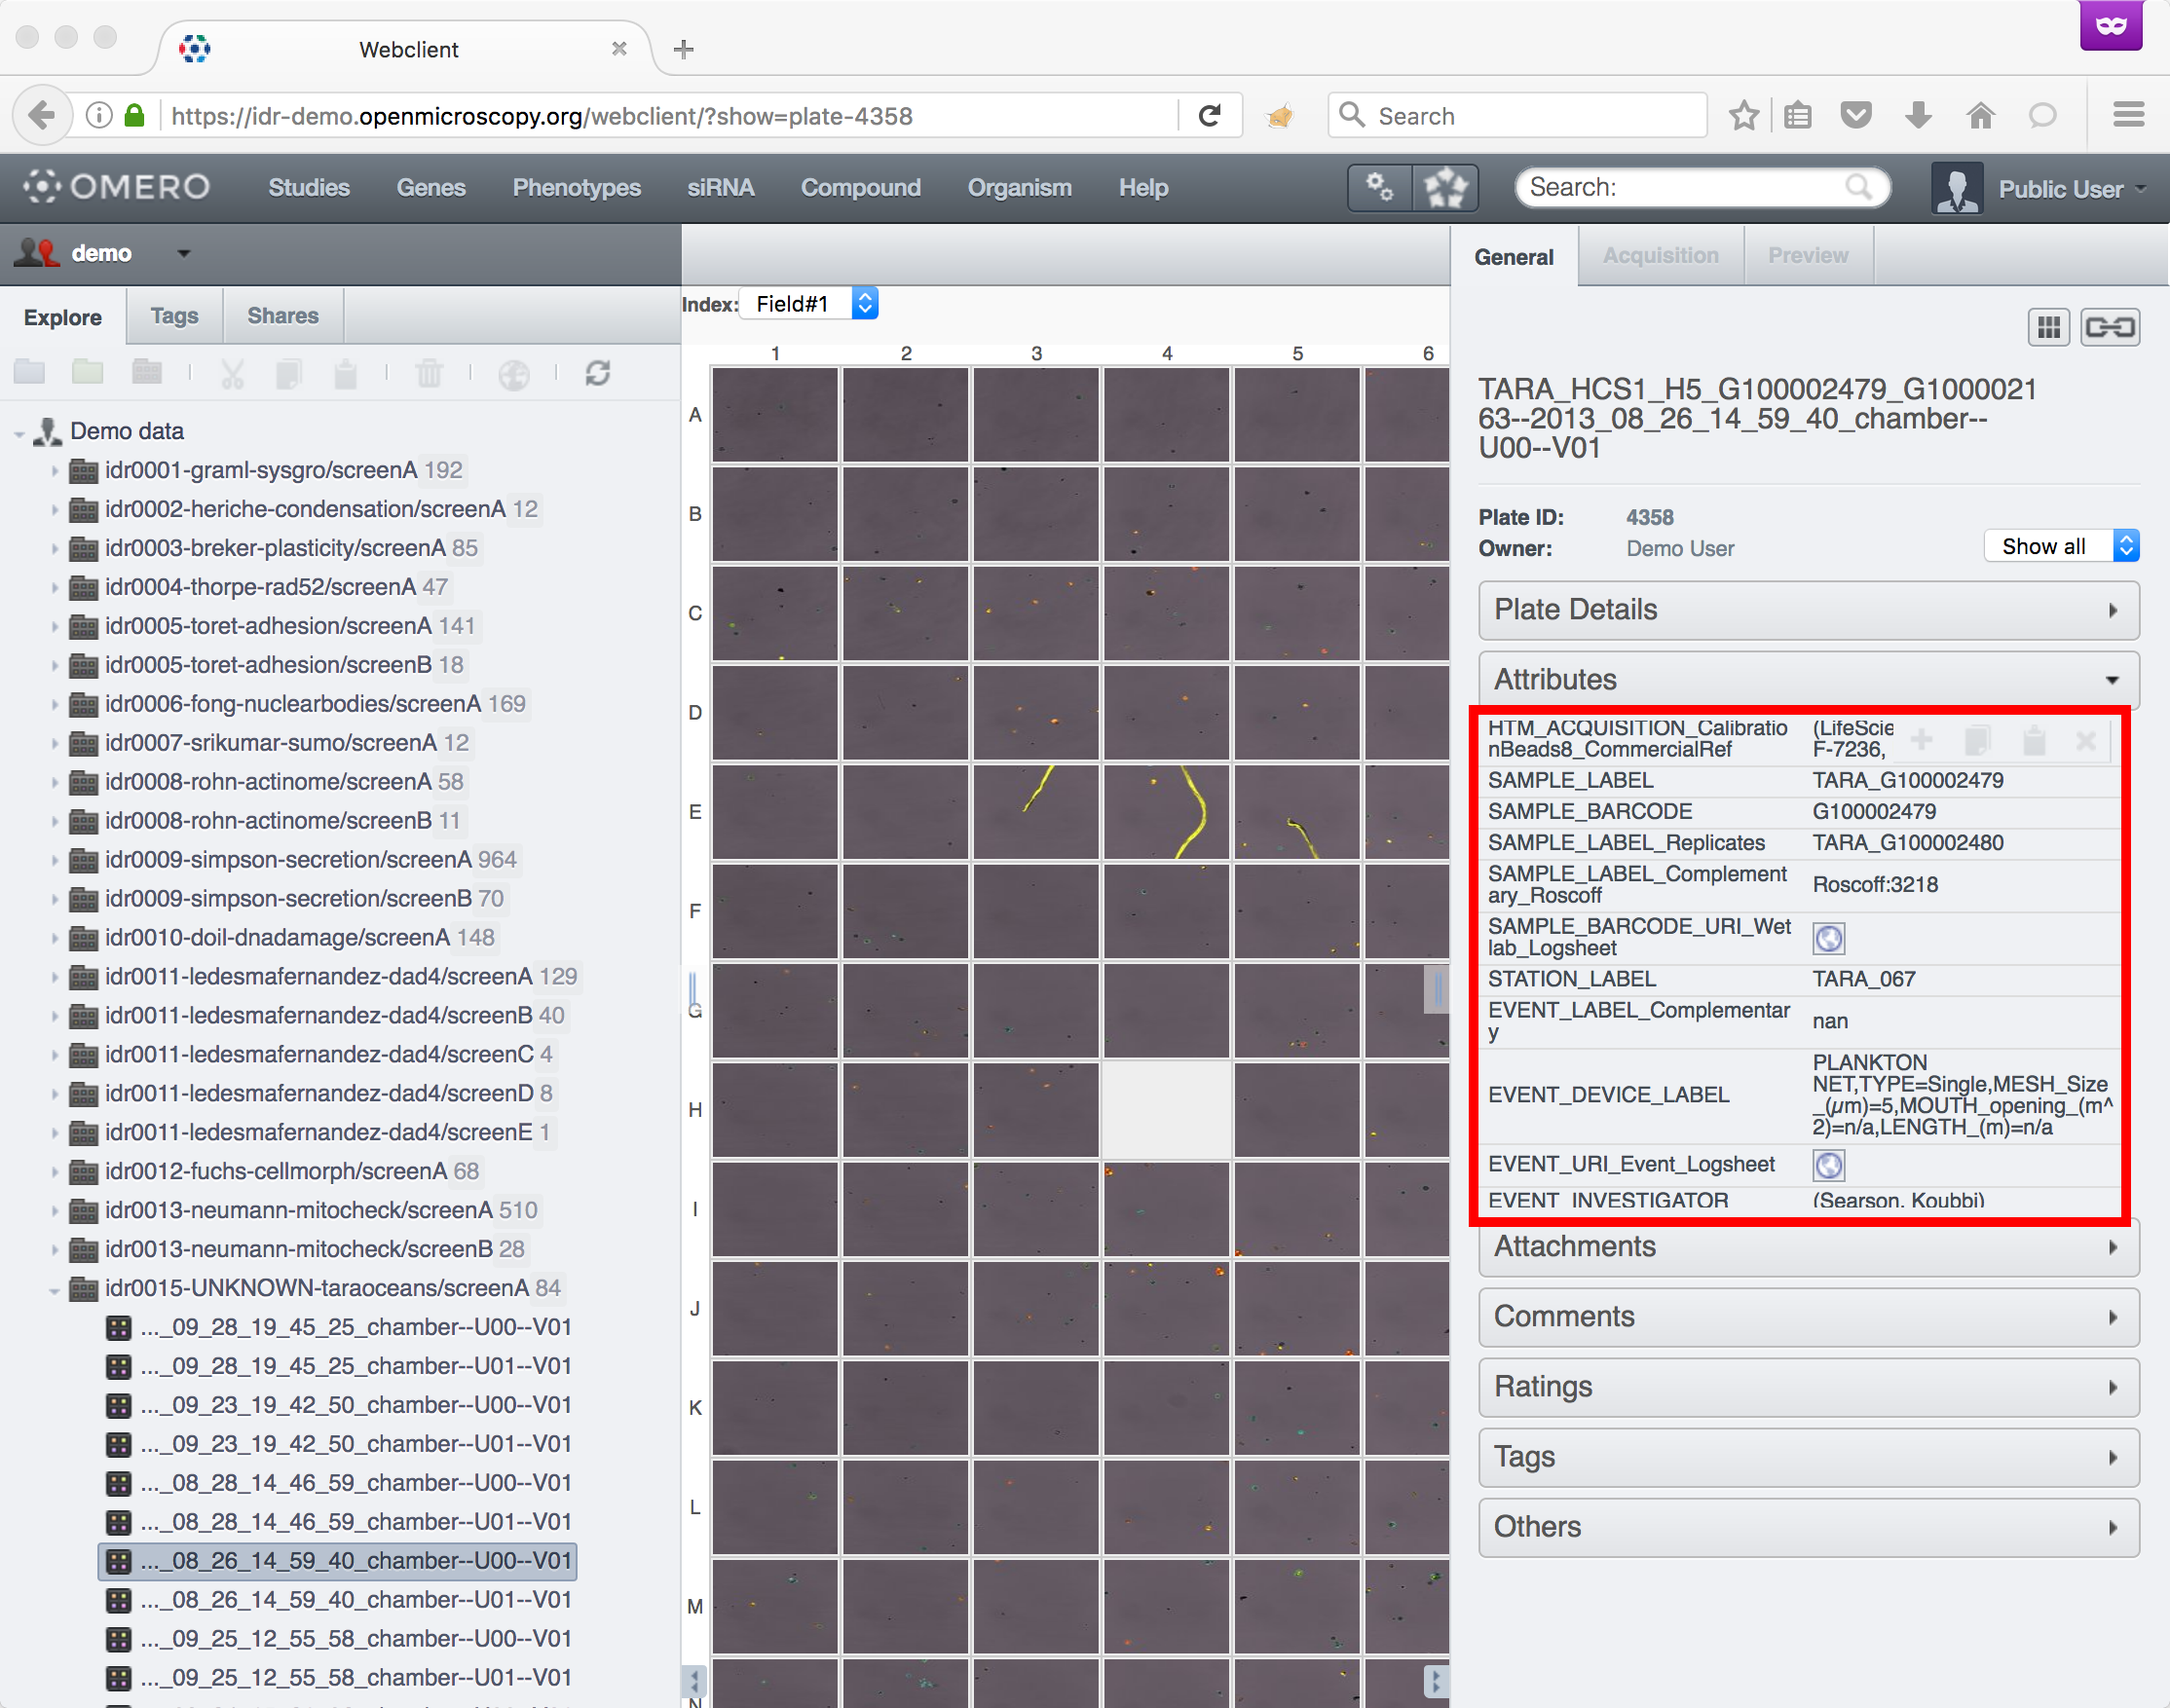 Webclient
https://idr-demo.openmicroscopy.org/webclient/?show=plate-4358
Search
OMERO
Studies
Genes
Phenotypes
siRNA
Compound
Organism
Help
Search:
Public User
demo
Explore
Tags
Shares
Demo data
idr0001-graml-sysgro/screenA 192
idr0002-heriche-condensation/screenA 12
idr0003-breker-plasticity/screenA 85
idr0004-thorpe-rad52/screenA 47
idr0005-toret-adhesion/screenA 141
idr0005-toret-adhesion/screenB 18
idr0006-fong-nuclearbodies/screenA 169
idr0007-srikumar-sumo/screenA 12
idr0008-rohn-actinome/screenA 58
idr0008-rohn-actinome/screenB 11
idr0009-simpson-secretion/screenA 964
idr0009-simpson-secretion/screenB 70
idr0010-doil-dnadamage/screenA 148
idr0011-ledesmafernandez-dad4/screenA 129
idr0011-ledesmafernandez-dad4/screenB 40
idr0011-ledesmafernandez-dad4/screenC 4
idr0011-ledesmafernandez-dad4/screenD 8
idr0011-ledesmafernandez-dad4/screenE 1
idr0012-fuchs-cellmorph/screenA 68
idr0013-neumann-mitocheck/screenA 510
idr0013-neumann-mitocheck/screenB 28
idr0015-UNKNOWN-taraoceans/screenA 84
..._09_28_19_45_25_chamber--U00--V01
..._09_28_19_45_25_chamber--U01--V01
..._09_23_19_42_50_chamber--U00--V01
..._09_23_19_42_50_chamber--U01--V01
..._08_28_14_46_59_chamber--U00--V01
..._08_28_14_46_59_chamber--U01--V01
..._08_26_14_59_40_chamber--U00--V01
..._08_26_14_59_40_chamber--U01--V01
..._09_25_12_55_58_chamber--U00--V01
..._09_25_12_55_58_chamber--U01--V01
Index: Field#1
1 2 3 4 5 6
A
B
C
D
E
F
G
H
I
J
K
L
M
N
General
Acquisition
Preview
TARA_HCS1_H5_G100002479_G1000021
63--2013_08_26_14_59_40_chamber--
U00--V01
Plate ID: 4358
Owner: Demo User
Show all
Plate Details
Attributes
HTM_ACQUISITION_Calibratio
nBeads8_CommercialRef
(LifeScie
F-7236,
SAMPLE_LABEL TARA_G100002479
SAMPLE_BARCODE G100002479
SAMPLE_LABEL_Replicates TARA_G100002480
SAMPLE_LABEL_Complement
ary_Roscoff
Roscoff:3218
SAMPLE_BARCODE_URI_Wet
lab_Logsheet
STATION_LABEL TARA_067
EVENT_LABEL_Complementar
y
nan
EVENT_DEVICE_LABEL
PLANKTON
NET,TYPE=Single,MESH_Size
_(µm)=5,MOUTH_opening_(m^
2)=n/a,LENGTH_(m)=n/a
EVENT_URI_Event_Logsheet
EVENT_INVESTIGATOR (Searson, Koubbi)
Attachments
Comments
Ratings
Tags
Others